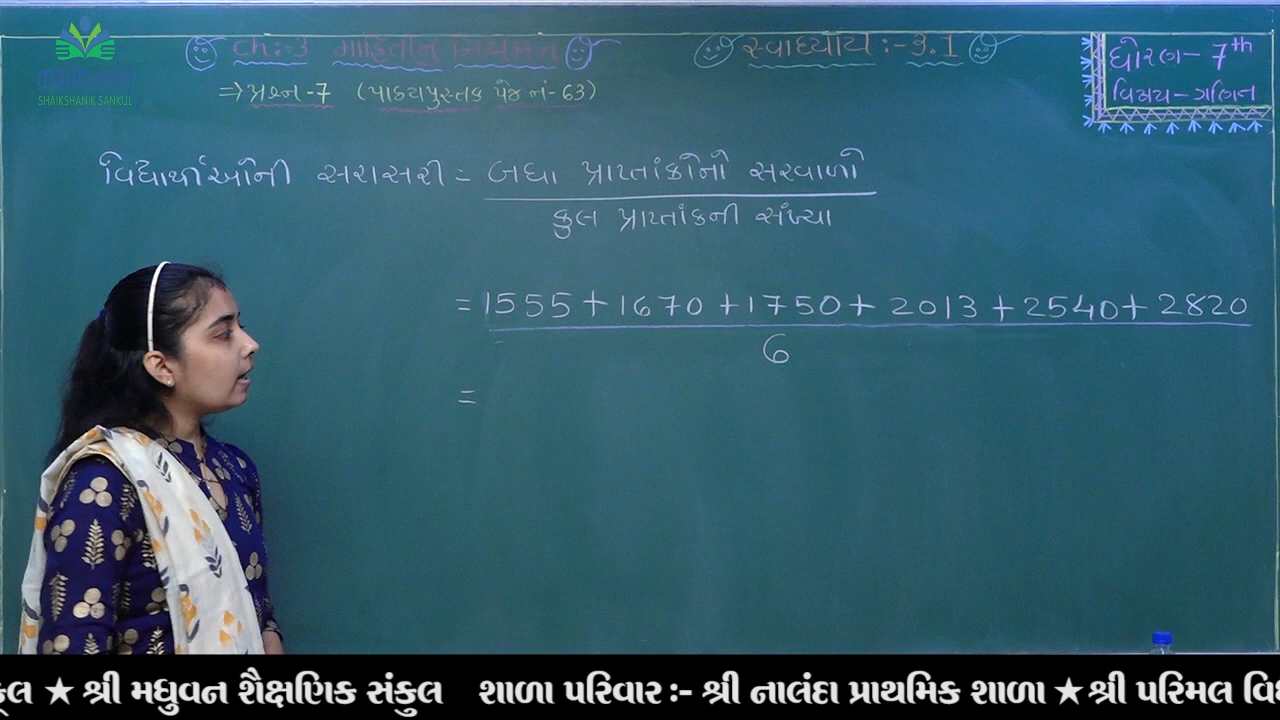 ch:-3 માહિતીનું નિયમન સ્વાધ્યાય:-3.1
ધોરણ- 7th
વિષય- ગણિત
⇒ પ્રશ્ન-7 (પાઠ્યપુસ્તક પેજ નં-63)
SHAIKSHANIK SANKUL
વિદ્યાર્થીઓની સરાસરી = બધા પ્રાપ્તાંકોનો સરવાળો
કુલ પ્રાપ્તાંકની સંખ્યા
= 1555 + 1670 + 1750 + 2013 + 2540 + 2820
6
=
★ શ્રી મધુવન શૈક્ષણિક સંકુલ શાળા પરિવાર :- શ્રી નાલંદા પ્રાથમિક શાળા ★ શ્રી પરિમલ